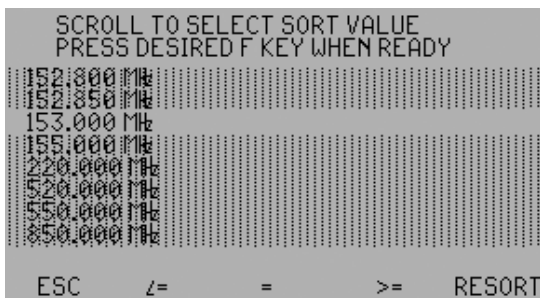 SCROLL TO SELECT SORT VALUE
PRESS DESIRED F KEY WHEN READY
152.800 MHz
152.850 MHz
153.000 MHz
155.000 MHz
220.000 MHz
520.000 MHz
550.000 MHz
850.000 MHz
ESC <= = >= RESORT